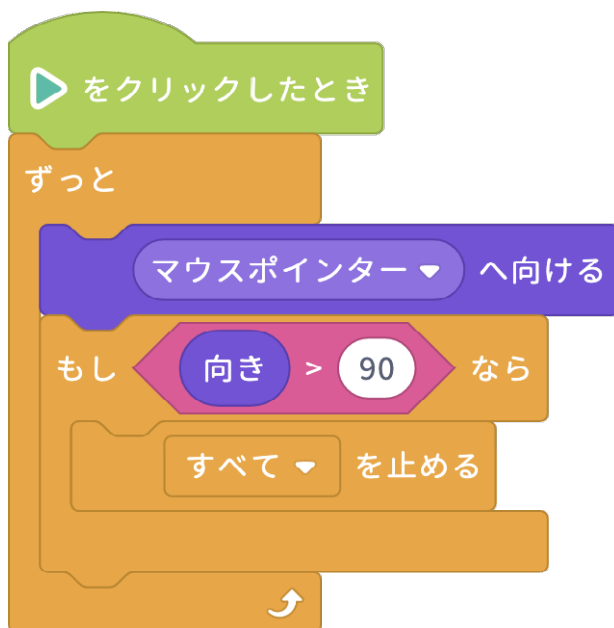 をクリックしたとき
ずっと
マウスポインター へ向ける
もし 向き > 90 なら
すべて を止める